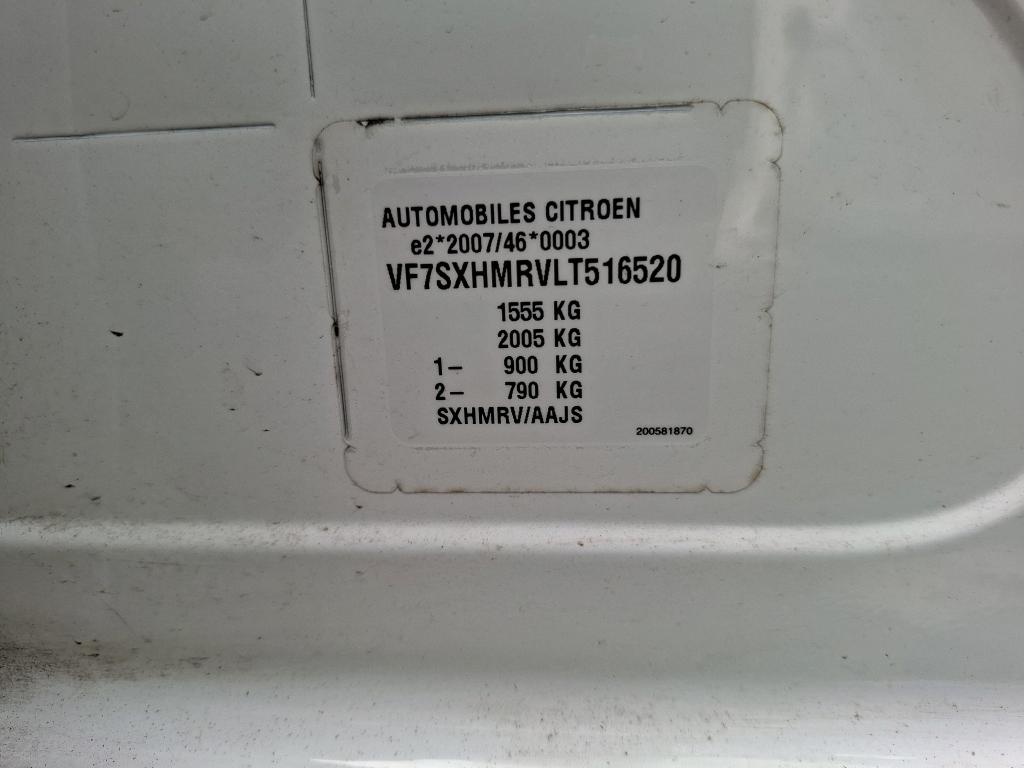 AUTOMOBILES CITROEN
e2*2007/46*0003
VF7SXHMRVLT516520
1555 KG
2005 KG
1– 900 KG
2– 790 KG
SXHMRV/AAJS
200581870